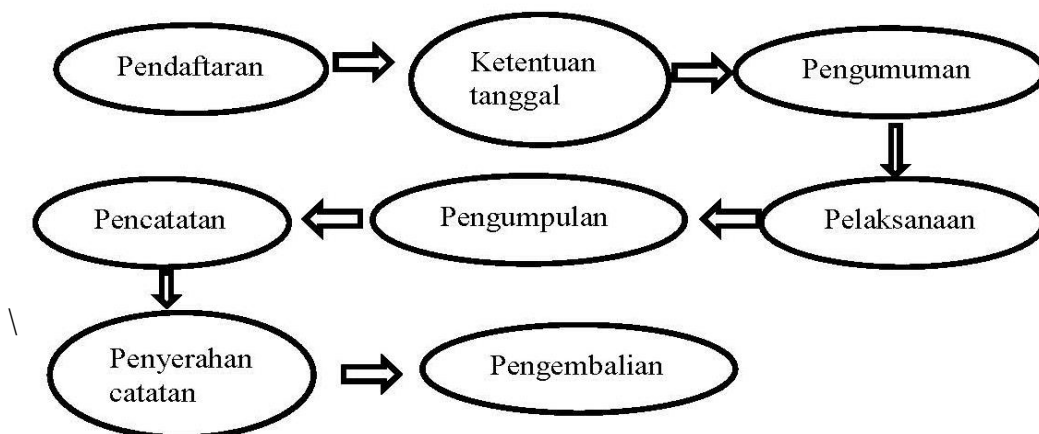 Pendaftaran
Ketentuan
tanggal
Pengumuman
Pelaksanaan
Pengumpulan
Pencatatan
\
Penyerahan
catatan
Pengembalian